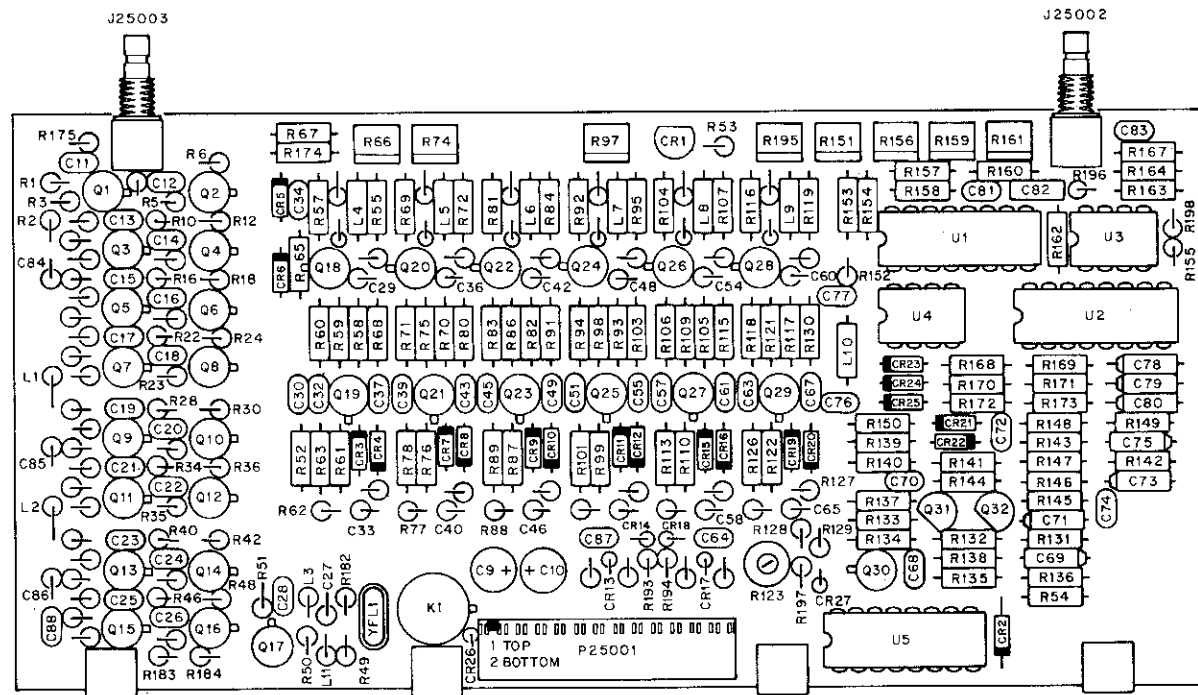 J25003 J25002
R175 C11 R6 R67 R174 R66 R74 R97 CR1 R53 R195 R151 R156 R159 R161 C83
R167 R164 R163
R157 R160 R158 C81 C82 R196
R1 R3 R2 Q1 C12 R5 Q2
CR5 C34 R57 L4 R55 R69 L5 R72 R81 L6 R84 R92 L7 R95 R104 L8 R107 R116 L9 R119 R153 R154
C13 R10 R12 U1 R162 U3 R198 R155
Q3 C14 Q4
C84 C15 R16 R18 CR6 R65 Q18 C29 Q20 C36 Q22 C42 Q24 C48 Q26 C54 Q28 C60 R152
C77
Q5 C16 Q6 U4 U2
C17 R22 R24 R60 R59 R58 R68 R71 R75 R70 R80 R83 R86 R82 R91 R94 R98 R93 R103 R106 R109 R105 R115 R118 R121 R117 R130 L10
Q7 C18 Q8 R23
L1
CR23 R168 R169 C78
CR24 R170 R171 C79
CR25 R172 R173 C80
C19 R28 R30 C30 C32 Q19 C37 C39 Q21 C43 C45 Q23 C49 C51 Q25 C55 C57 Q27 C61 C63 Q29 C67 C76
R150 CR21 C72 R148 R149
Q9 C20 Q10 R139 CR22 R143 C75
C85 C21 R34 R36 R52 R63 R61 CR3 CR4 R78 R76 CR7 CR8 R89 R87 CR9 CR10 R101 R99 CR11 CR12 R113 R110 CR15 CR16 R126 R122 CR19 CR20
R140 R141 R147 R142
C70 R144 R146 C73
L2 Q11 C22 Q12 R35
R62 C33 R77 C40 R88 C46 C58 R128 C65 R127 R129
R137 Q31 Q32 R145 C74
R133 C71
R134 R132 R131
C23 R40 R42 C87 CR14 CR18 C64
Q13 C24 Q14 R51 C28 L3 C27 R182 C9 + + C10 CR13 R193 R194 CR17 R123 R197 CR27 Q30 C68 R138 C69
R135 R136
R54
C86 C25 R46 R48
C88 Q15 C26 Q16 YFL1 K1
Q17 1 TOP P25001 U5 CR2
2 BOTTOM
R183 R184 R50 L11 R49 CR26